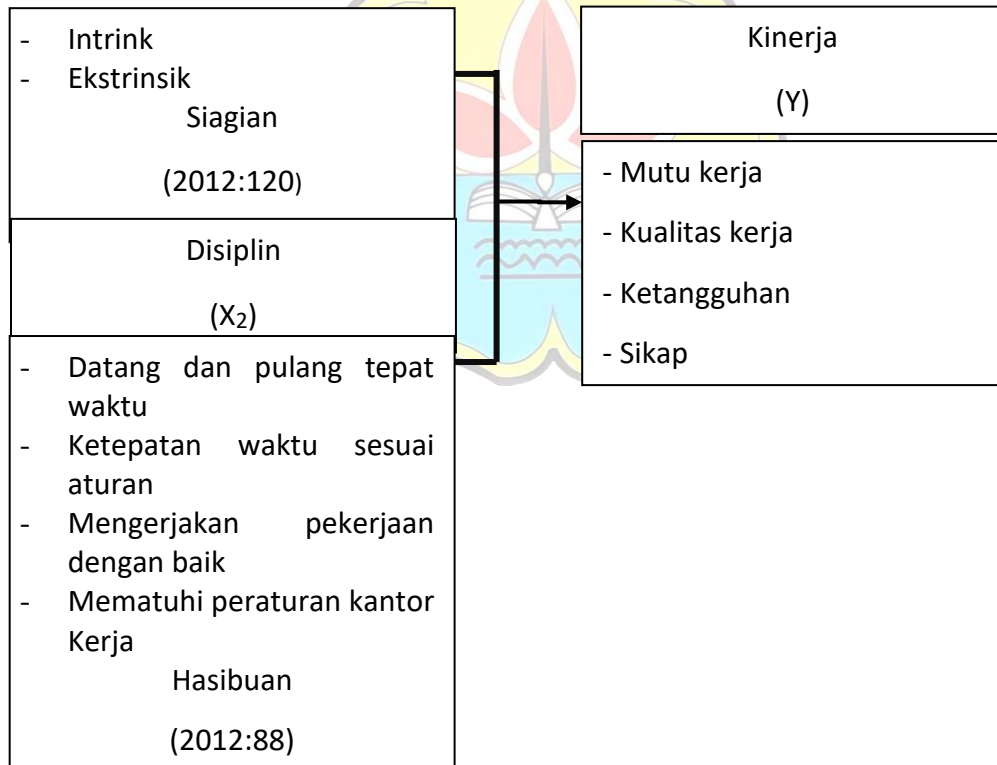 - Intrink
- Ekstrinsik
Siagian
(2012:120)
Disiplin
(X₂)
- Datang dan pulang tepat
waktu
- Ketepatan waktu sesuai
aturan
- Mengerjakan pekerjaan
dengan baik
- Mematuhi peraturan kantor
Kerja
Hasibuan
(2012:88)
Kinerja
(Y)
- Mutu kerja
- Kualitas kerja
- Ketangguhan
- Sikap